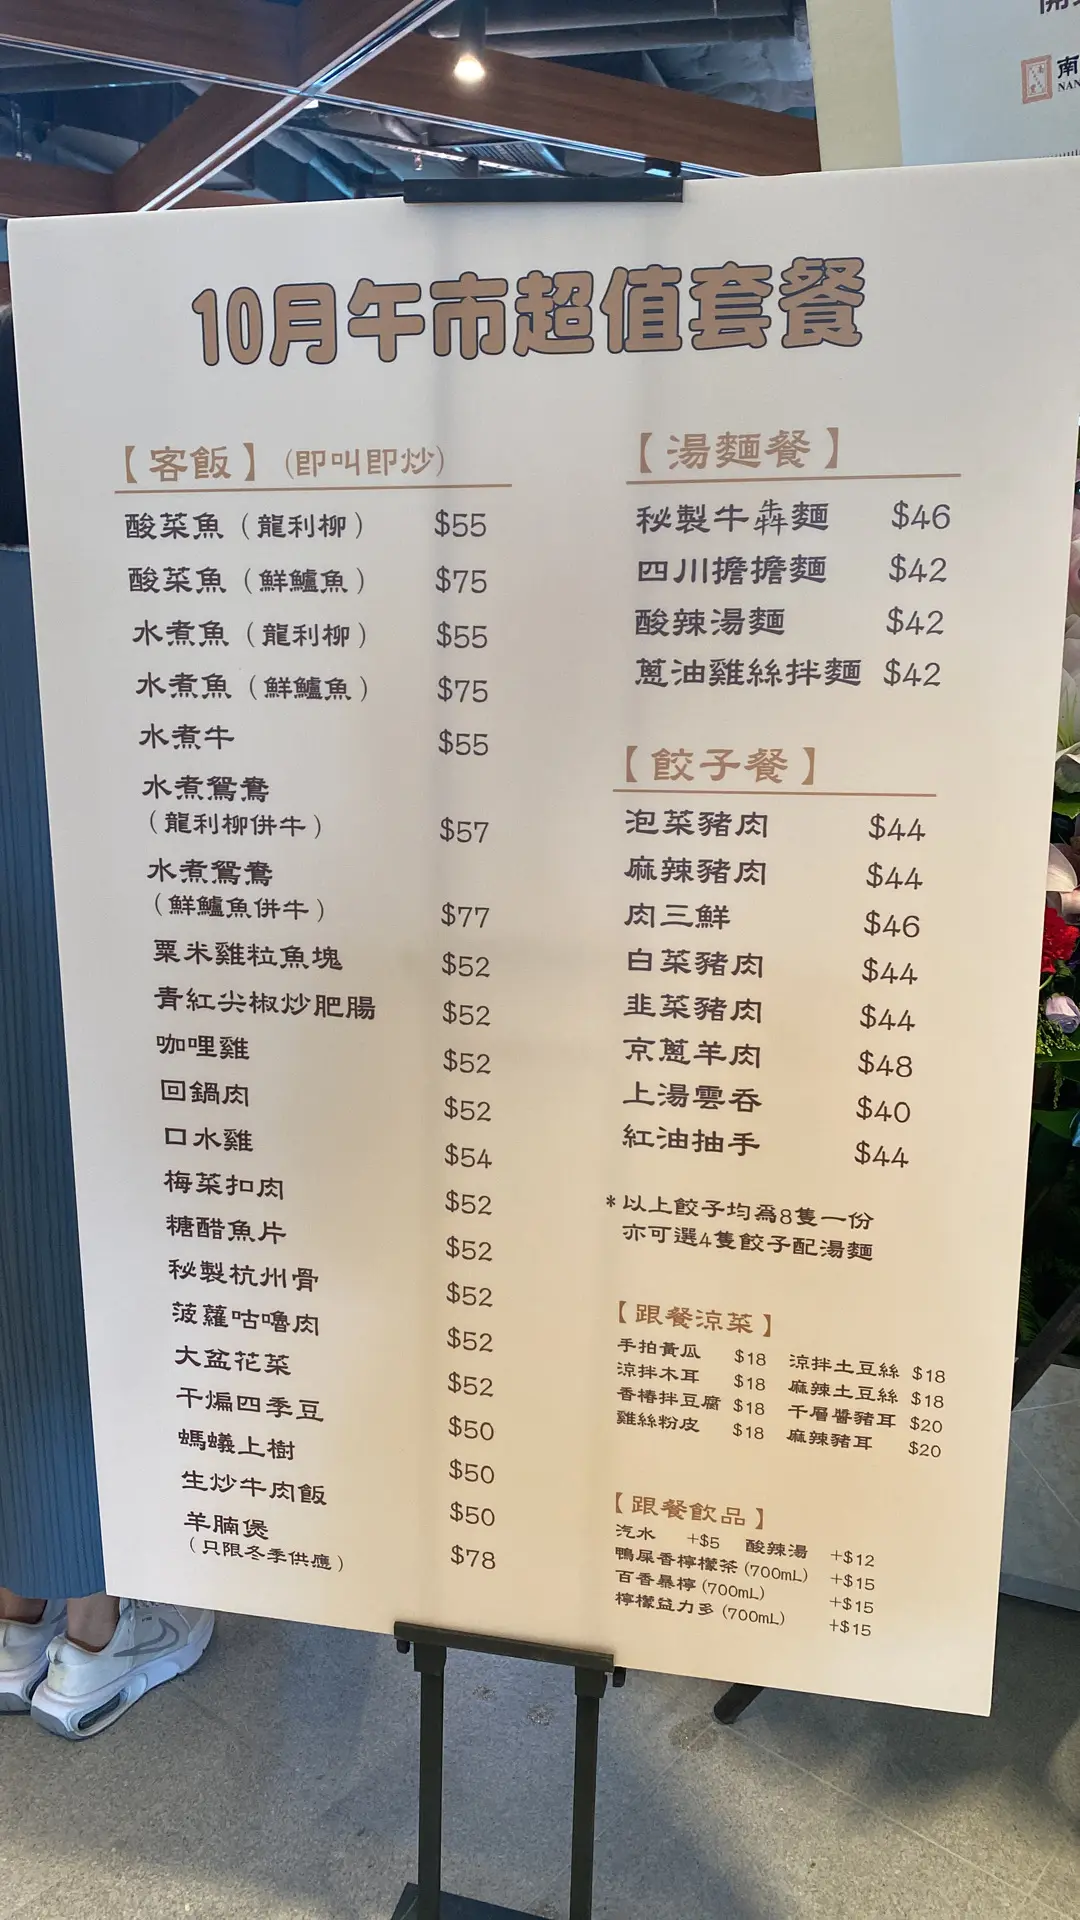 南
NAN
10月午市超值套餐
【客飯】(即叫即炒)
酸菜魚（龍利柳） $55
酸菜魚（鮮鱸魚） $75
水煮魚（龍利柳） $55
水煮魚（鮮鱸魚） $75
水煮牛 $55
水煮鴛鴦
（龍利柳併牛） $57
水煮鴛鴦
（鮮鱸魚併牛） $77
粟米雞粒魚塊 $52
青紅尖椒炒肥腸 $52
咖哩雞 $52
回鍋肉 $52
口水雞 $54
梅菜扣肉 $52
糖醋魚片 $52
秘製杭州骨 $52
菠蘿咕嚕肉 $52
大盆花菜 $52
干煸四季豆 $50
螞蟻上樹 $50
生炒牛肉飯 $50
羊腩煲
（只限冬季供應） $78
【湯麵餐】
秘製牛犇麵 $46
四川擔擔麵 $42
酸辣湯麵 $42
蔥油雞絲拌麵 $42
【餃子餐】
泡菜豬肉 $44
麻辣豬肉 $44
肉三鮮 $46
白菜豬肉 $44
韭菜豬肉 $44
京蔥羊肉 $48
上湯雲吞 $40
紅油抽手 $44
*以上餃子均為8隻一份
亦可選4隻餃子配湯麵
【跟餐涼菜】
手拍黃瓜 $18 涼拌土豆絲 $18
涼拌木耳 $18 麻辣土豆絲 $18
香椿拌豆腐 $18 千層醬豬耳 $20
雞絲粉皮 $18 麻辣豬耳 $20
【跟餐飲品】
汽水 +$5 酸辣湯 +$12
鴨屎香檸檬茶(700mL) +$15
百香暴檸(700mL) +$15
檸檬益力多(700mL) +$15